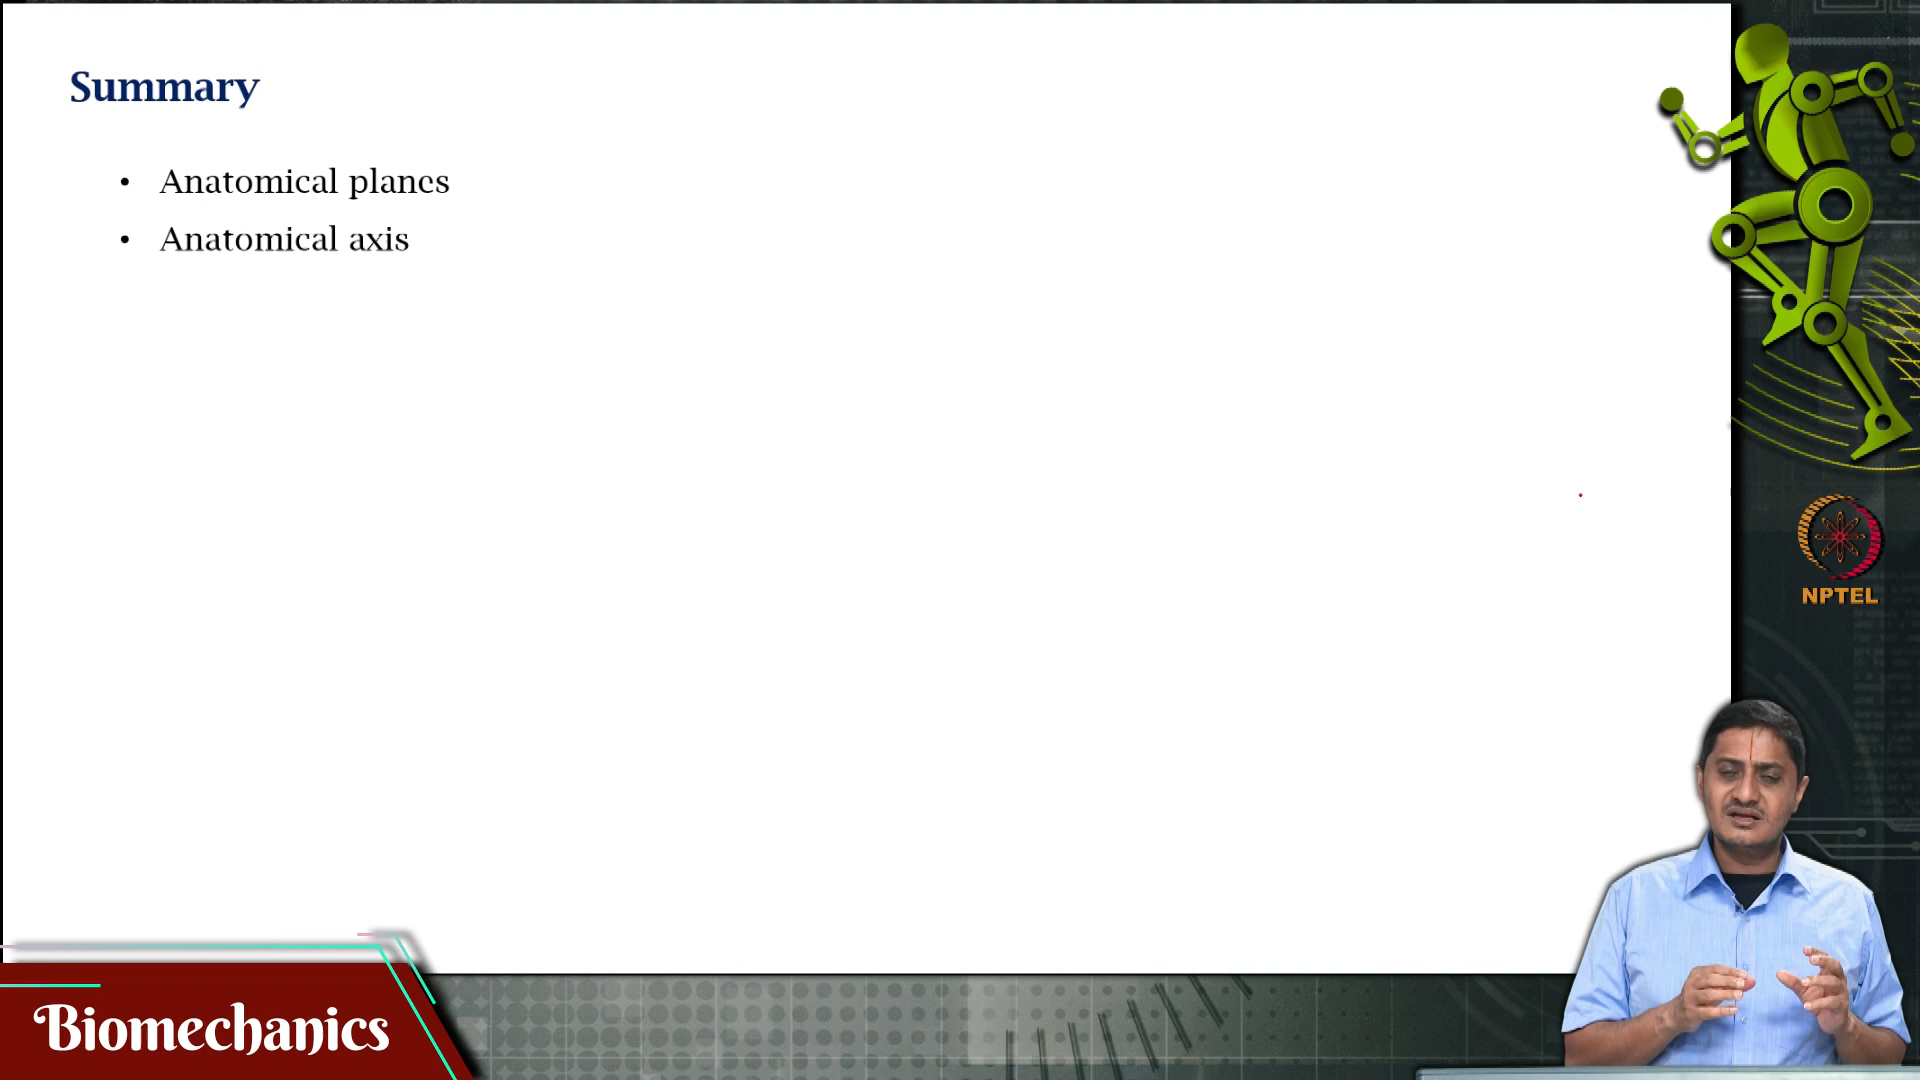 Summary
• Anatomical planes
• Anatomical axis
NPTEL
Biomechanics